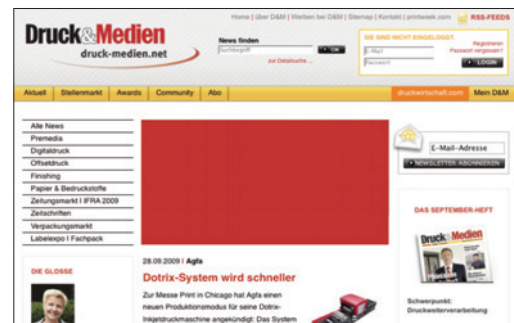 Home | über D&M | Werben bei D&M | Sitemap | Kontakt | printweek.com
RSS-FEEDS
Druck&Medien
druck-medien.net
News finden
Suchbegriff
OK
zur Detailsuche ...
SIE SIND NICHT EINGELOGGT.
E-Mail
Passwort
Registrieren
Passwort vergessen?
LOGIN
Aktuell
Stellenmarkt
Awards
Community
Abo
druckwirtschaft.com
Mein D&M
Alle News
Premedia
Digitaldruck
Offsetdruck
Finishing
Papier & Bedruckstoffe
Zeitungsmarkt I IFRA 2009
Zeitschriften
Verpackungsmarkt
Labelexpo I Fachpack
DIE GLOSSE
28.09.2009 I Agfa
Dotrix-System wird schneller
Zur Messe Print in Chicago hat Agfa einen
neuen Produktionsmodus für seine Dotrix-
Inkjetdruckmaschine angekündigt: Das System
E-Mail-Adresse
NEWSLETTER ABONNIEREN
DAS SEPTEMBER-HEFT
Druck&Medien
Schwerpunkt:
Druckweiterverarbeitung